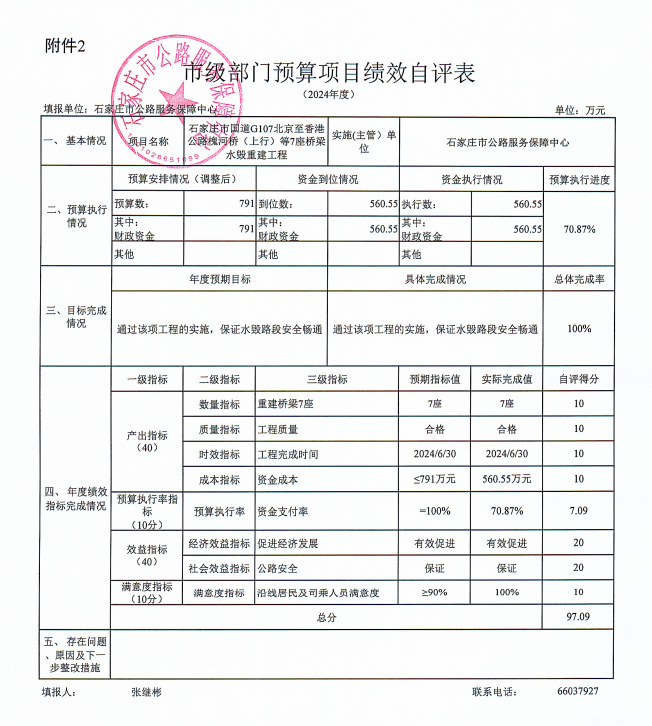 附件2
市级部门预算项目绩效自评表
（2024年度）
填报单位：石家庄市公路服务保障中心 单位：万元
一、基本情况 项目名称 石家庄市国道G107北京至香港公路槐河桥（上行）等7座桥梁水毁重建工程 实施(主管）单位 石家庄市公路服务保障中心
二、预算执行情况 预算安排情况（调整后） 资金到位情况 资金执行情况 预算执行进度
预算数： 791 到位数： 560.55 执行数： 560.55 70.87%
其中：财政资金 791 其中：财政资金 560.55 其中：财政资金 560.55
其他 其他 其他
三、目标完成情况 年度预期目标 具体完成情况 总体完成率
通过该项工程的实施，保证水毁路段安全畅通 通过该项工程的实施，保证水毁路段安全畅通 100%
四、年度绩效指标完成情况 一级指标 二级指标 三级指标 预期指标值 实际完成值 自评得分
产出指标（40） 数量指标 重建桥梁7座 7座 7座 10
质量指标 工程质量 合格 合格 10
时效指标 工程完成时间 2024/6/30 2024/6/30 10
成本指标 资金成本 ≤791万元 560.55万元 10
预算执行率指标（10分） 预算执行率 资金支付率 =100% 70.87% 7.09
效益指标（40） 经济效益指标 促进经济发展 有效促进 有效促进 20
社会效益指标 公路安全 保证 保证 20
满意度指标（10分） 满意度指标 沿线居民及司乘人员满意度 ≥90% 100% 10
总分 97.09
五、存在问题、原因及下一步整改措施
填报人： 张继彬 联系电话： 66037927
石家庄市公路服务保障中心